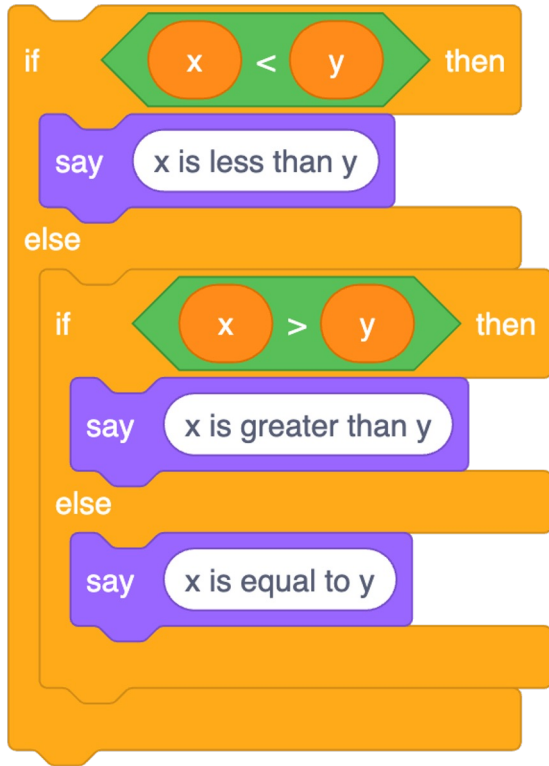 if x < y then
say x is less than y
else
if x > y then
say x is greater than y
else
say x is equal to y